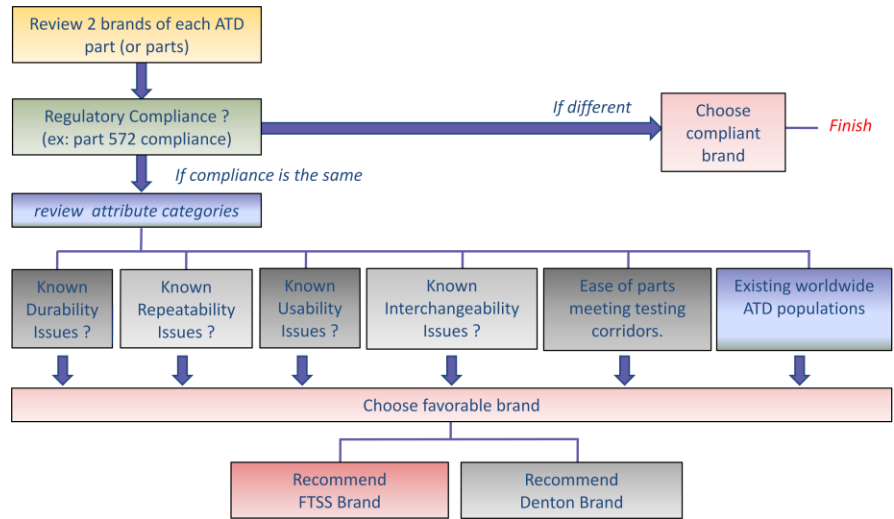 Review 2 brands of each ATD
part (or parts)
Regulatory Compliance ?
(ex: part 572 compliance)
If different
Choose
compliant
brand
Finish
If compliance is the same
review attribute categories
Known
Durability
Issues ?
Known
Repeatability
Issues ?
Known
Usability
Issues ?
Known
Interchangeability
Issues ?
Ease of parts
meeting testing
corridors.
Existing worldwide
ATD populations
Choose favorable brand
Recommend
FTSS Brand
Recommend
Denton Brand